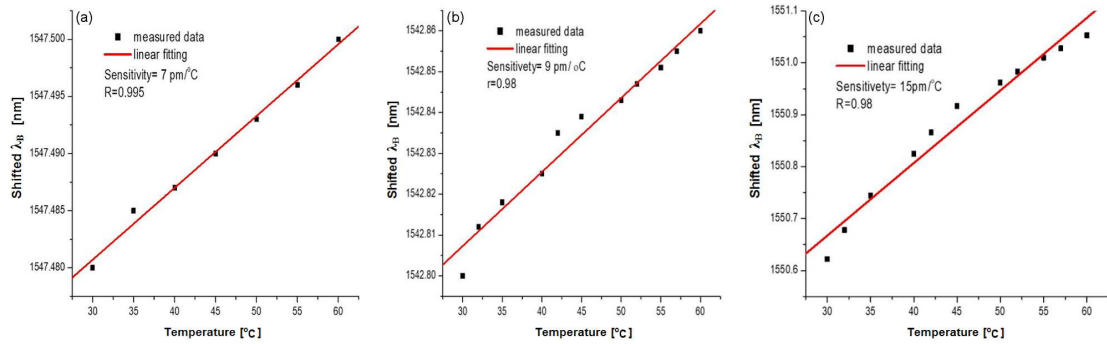 (a)
measured data
linear fitting
Sensitivity= 7 pm/°C
R=0.995
Shifted λB [nm]
1547.500
1547.495
1547.490
1547.485
1547.480
30 35 40 45 50 55 60
Temperature [ºC]
(b)
measured data
linear fitting
Sensitivety= 9 pm/ oC
r=0.98
Shifted λB [nm]
1542.86
1542.85
1542.84
1542.83
1542.82
1542.81
1542.80
30 35 40 45 50 55 60
Temperature [ºC]
(c)
measured data
linear fitting
Sensitivety= 15pm/°C
R=0.98
Shifted λB [nm]
1551.1
1551.0
1550.9
1550.8
1550.7
1550.6
30 35 40 45 50 55 60
Temperature [ºC]